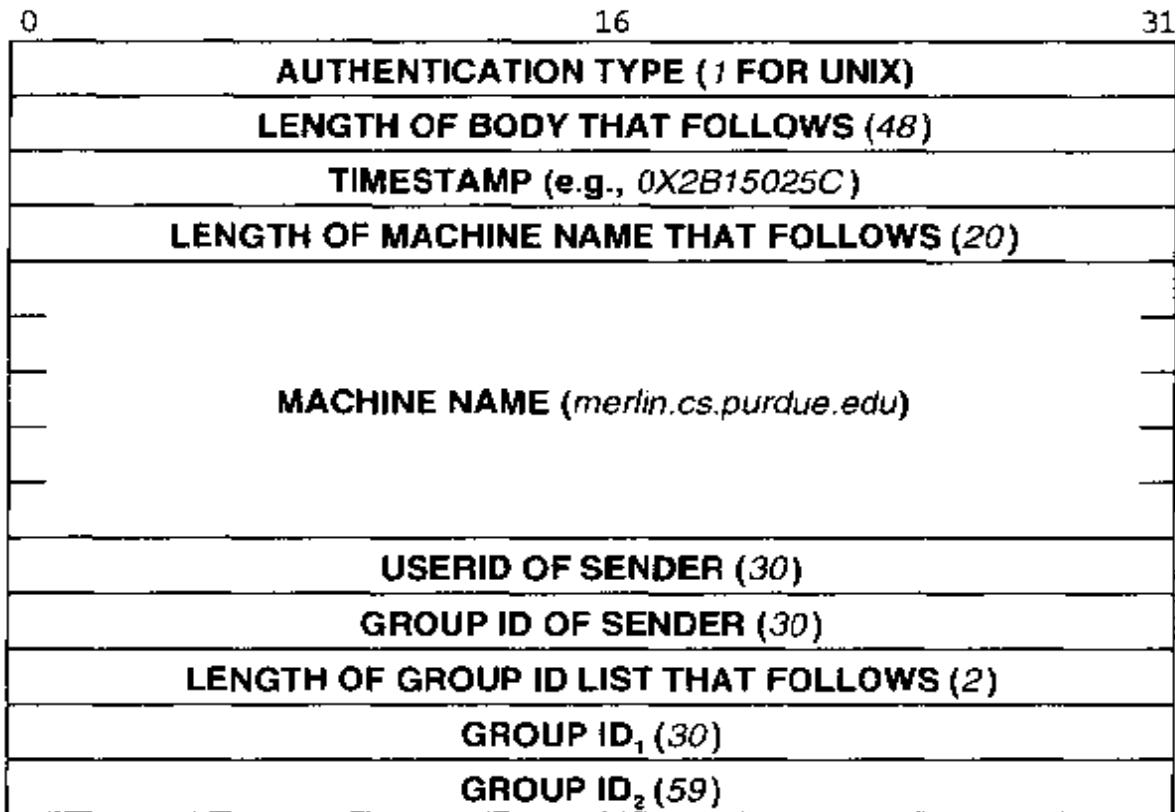 0 16 31
AUTHENTICATION TYPE (1 FOR UNIX)
LENGTH OF BODY THAT FOLLOWS (48)
TIMESTAMP (e.g., 0X2B15025C)
LENGTH OF MACHINE NAME THAT FOLLOWS (20)
MACHINE NAME (merlin.cs.purdue.edu)
USERID OF SENDER (30)
GROUP ID OF SENDER (30)
LENGTH OF GROUP ID LIST THAT FOLLOWS (2)
GROUP ID₁ (30)
GROUP ID₂ (59)